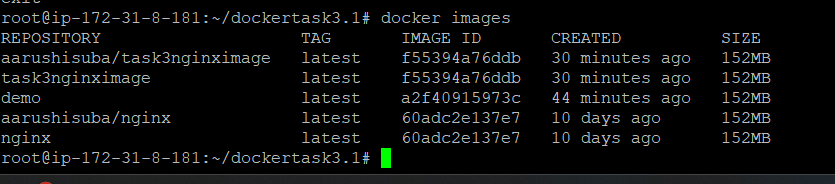 exit
root@ip-172-31-8-181:~/dockertask3.1# docker images
REPOSITORY TAG IMAGE ID CREATED SIZE
aarushisuba/task3nginximage latest f55394a76ddb 30 minutes ago 152MB
task3nginximage latest f55394a76ddb 30 minutes ago 152MB
demo latest a2f40915973c 44 minutes ago 152MB
aarushisuba/nginx latest 60adc2e137e7 10 days ago 152MB
nginx latest 60adc2e137e7 10 days ago 152MB
root@ip-172-31-8-181:~/dockertask3.1#